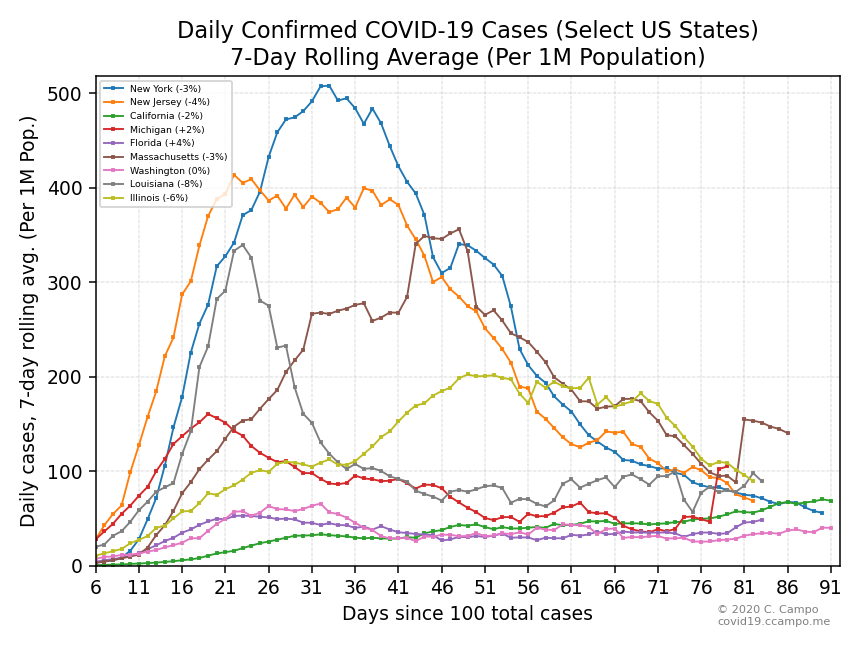 Daily Confirmed COVID-19 Cases (Select US States)
7-Day Rolling Average (Per 1M Population)
Daily cases, 7-day rolling avg. (Per 1M Pop.)
500
400
300
200
100
0
New York (-3%)
New Jersey (-4%)
California (-2%)
Michigan (+2%)
Florida (+4%)
Massachusetts (-3%)
Washington (0%)
Louisiana (-8%)
Illinois (-6%)
6 11 16 21 26 31 36 41 46 51 56 61 66 71 76 81 86 91
Days since 100 total cases
© 2020 C. Campo
covid19.ccampo.me